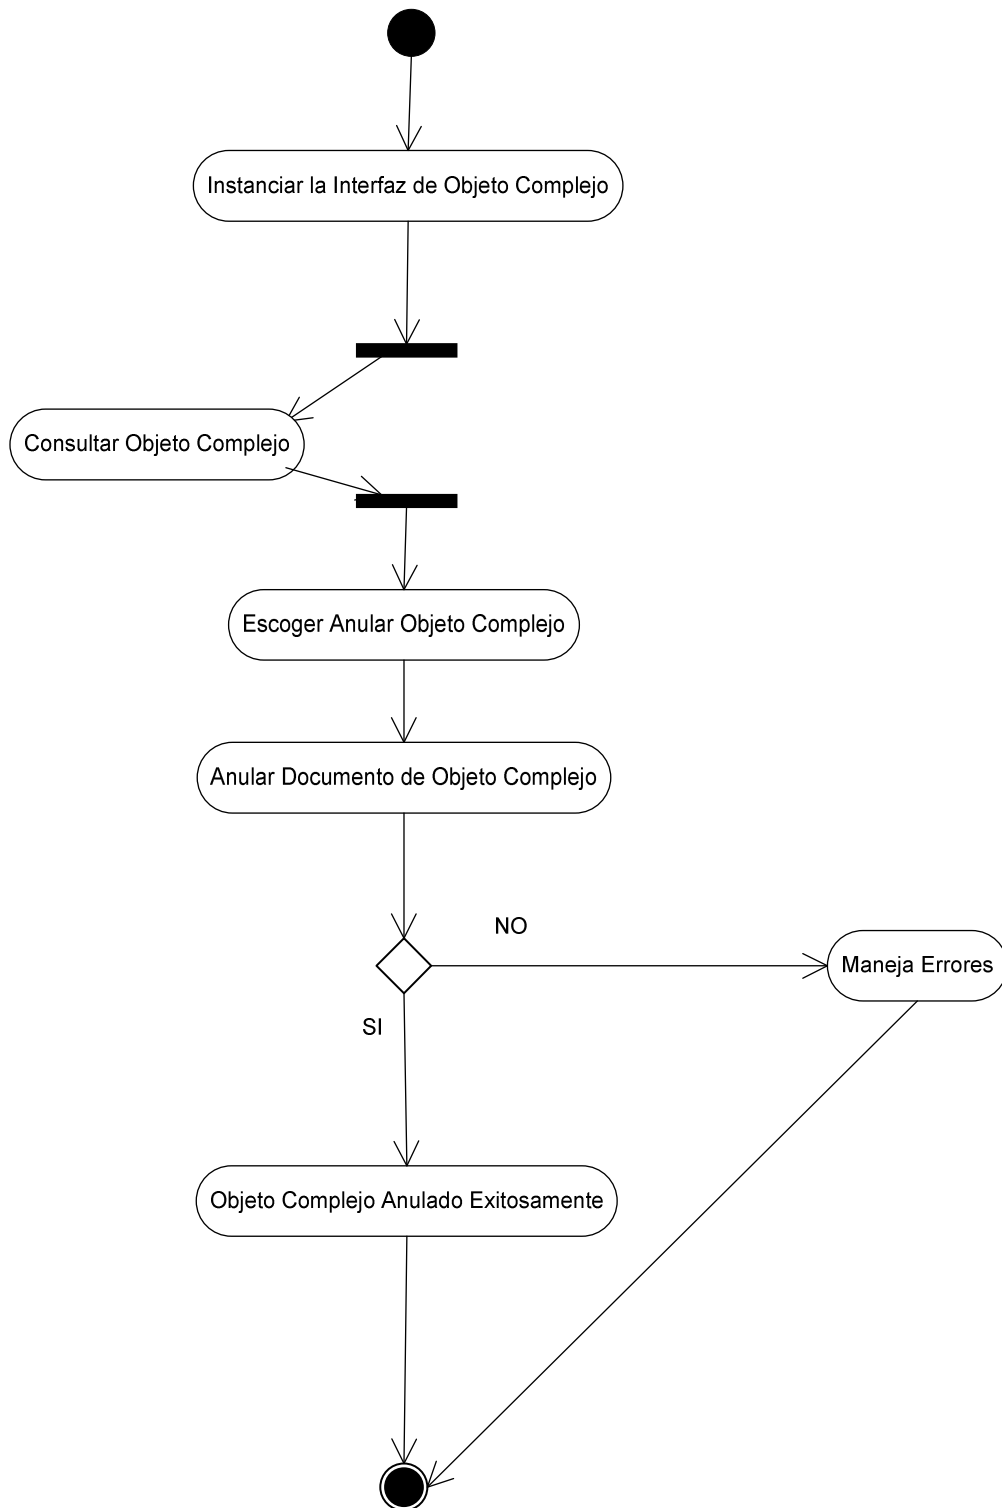 Instanciar la Interfaz de Objeto Complejo
Consultar Objeto Complejo
Escoger Anular Objeto Complejo
Anular Documento de Objeto Complejo
NO
Maneja Errores
SI
Objeto Complejo Anulado Exitosamente